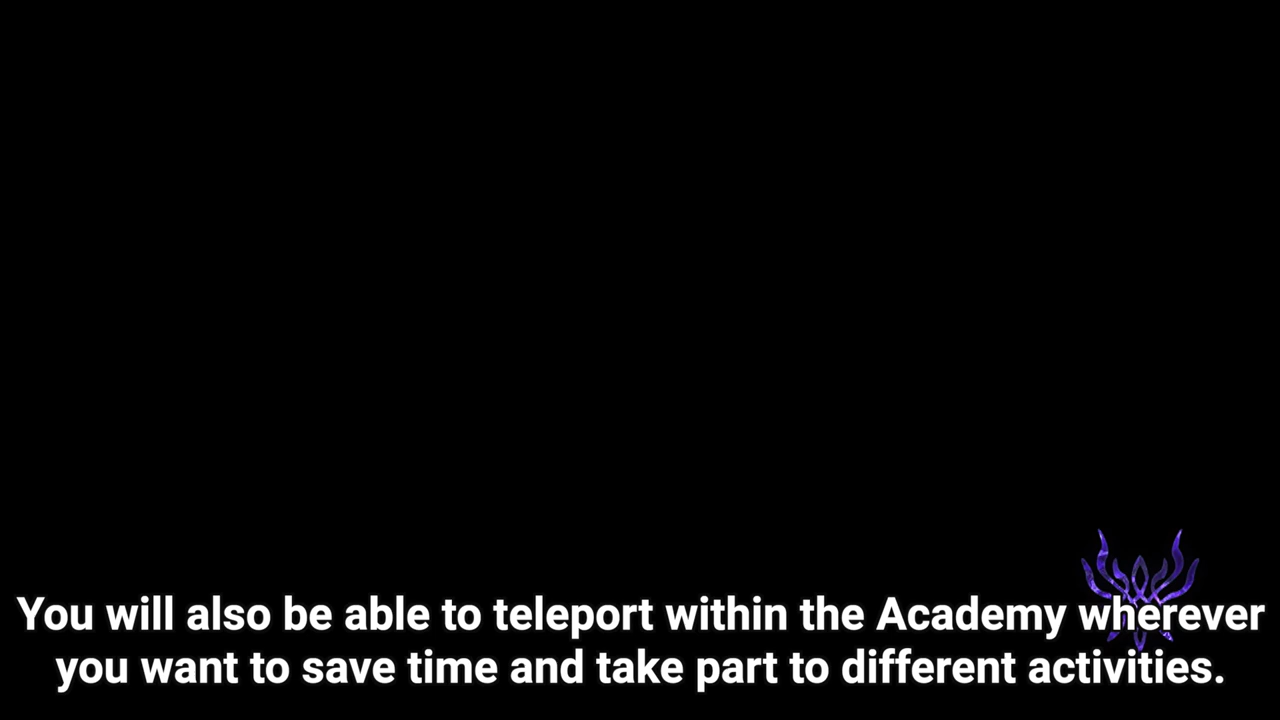 You will also be able to teleport within the Academy wherever
you want to save time and take part to different activities.